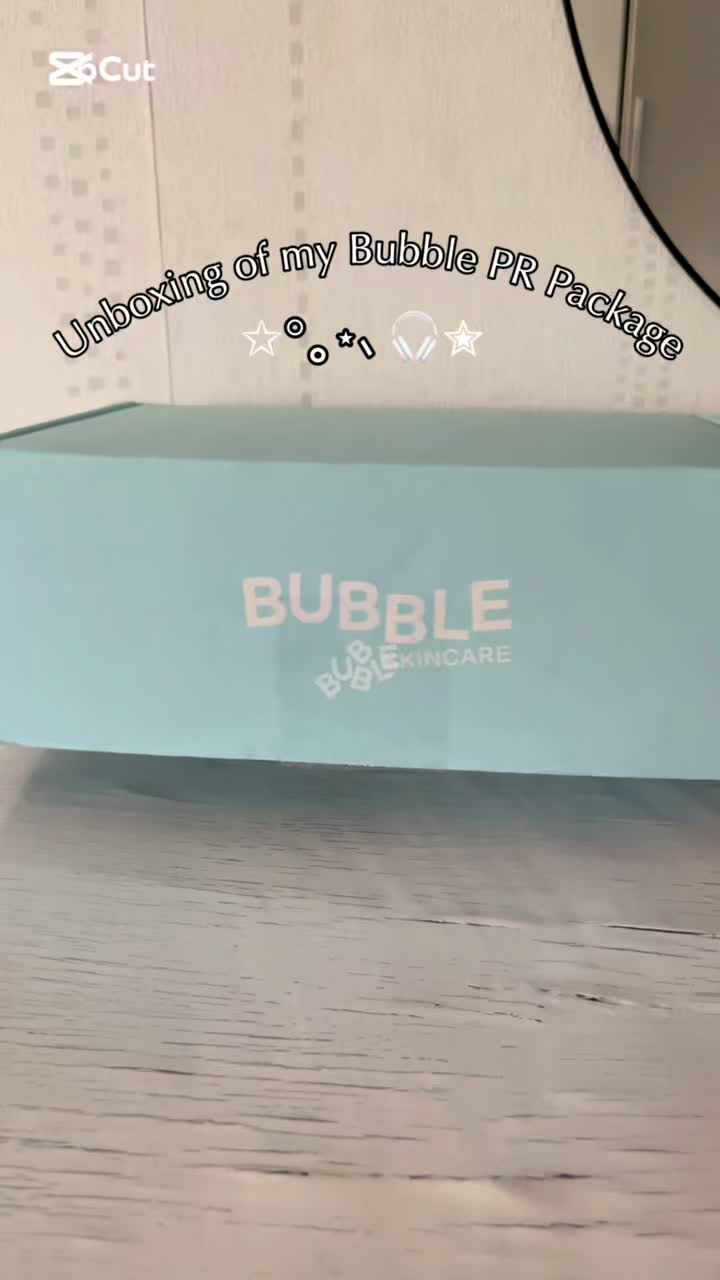 CapCut
Unboxing of my Bubble PR Package
BUBBLE
BUBBLE
SKINCARE